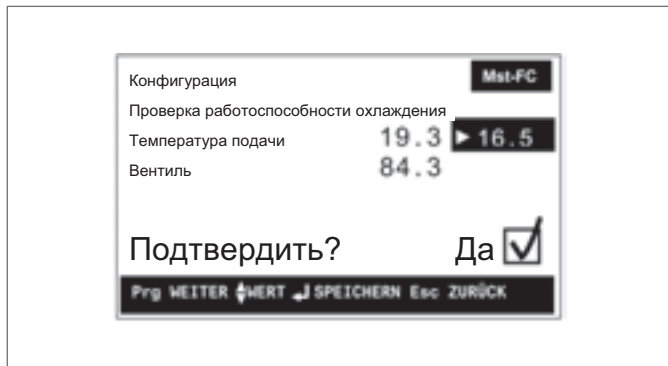 Конфигурация Mst-FC
Проверка работоспособности охлаждения
Температура подачи 19.3 ▶ 16.5
Вентиль 84.3
Подтвердить? Да
Prg WEITER WERT SPEICHERN Esc ZURÜCK